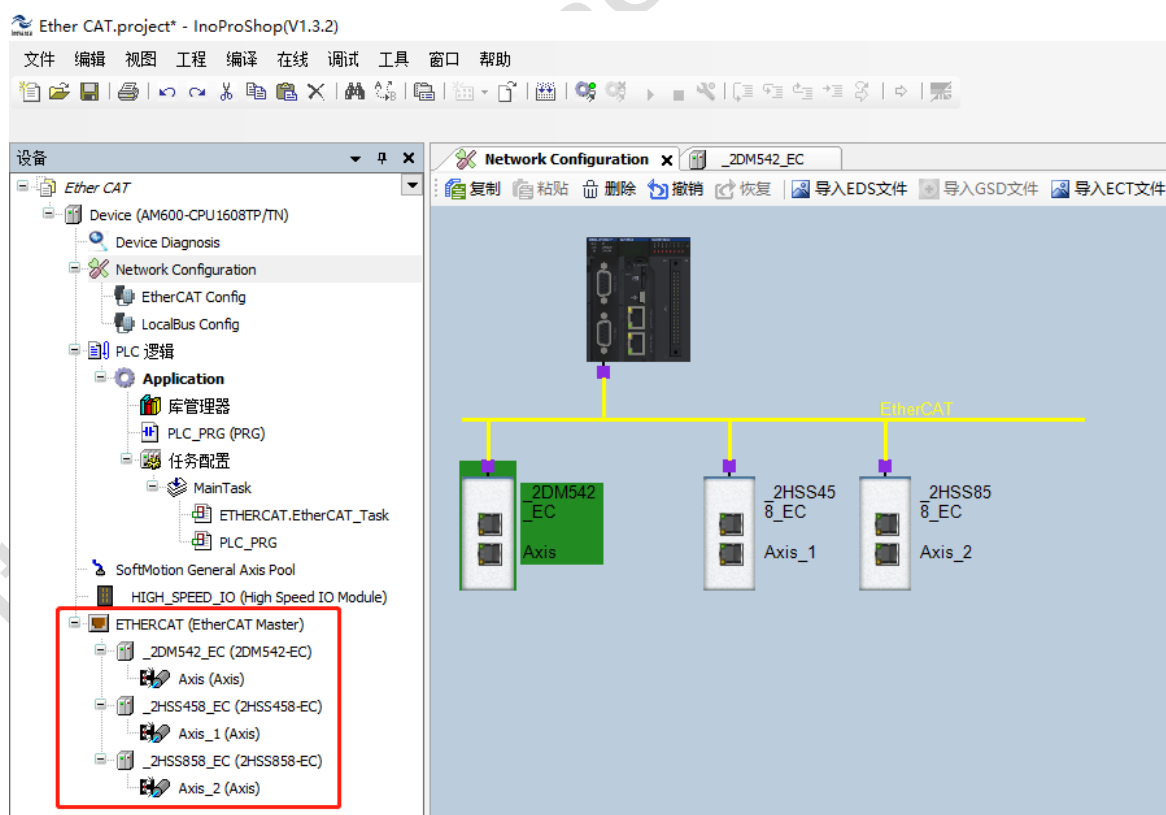 Ether CAT.project* - InoProShop(V1.3.2)
文件 编辑 视图 工程 编译 在线 调试 工具 窗口 帮助
设备
Ether CAT
Device (AM600-CPU1608TP/TN)
Device Diagnosis
Network Configuration
EtherCAT Config
LocalBus Config
PLC 逻辑
Application
库管理器
PLC_PRG (PRG)
任务配置
MainTask
ETHERCAT.EtherCAT_Task
PLC_PRG
SoftMotion General Axis Pool
HIGH_SPEED_IO (High Speed IO Module)
ETHERCAT (EtherCAT Master)
_2DM542_EC (2DM542-EC)
Axis (Axis)
_2HSS458_EC (2HSS458-EC)
Axis_1 (Axis)
_2HSS858_EC (2HSS858-EC)
Axis_2 (Axis)
Network Configuration _2DM542_EC
复制 粘贴 删除 撤销 恢复 导入EDS文件 导入GSD文件 导入ECT文件
EtherCAT
_2DM542
_EC
Axis
_2HSS45
8_EC
Axis_1
_2HSS85
8_EC
Axis_2